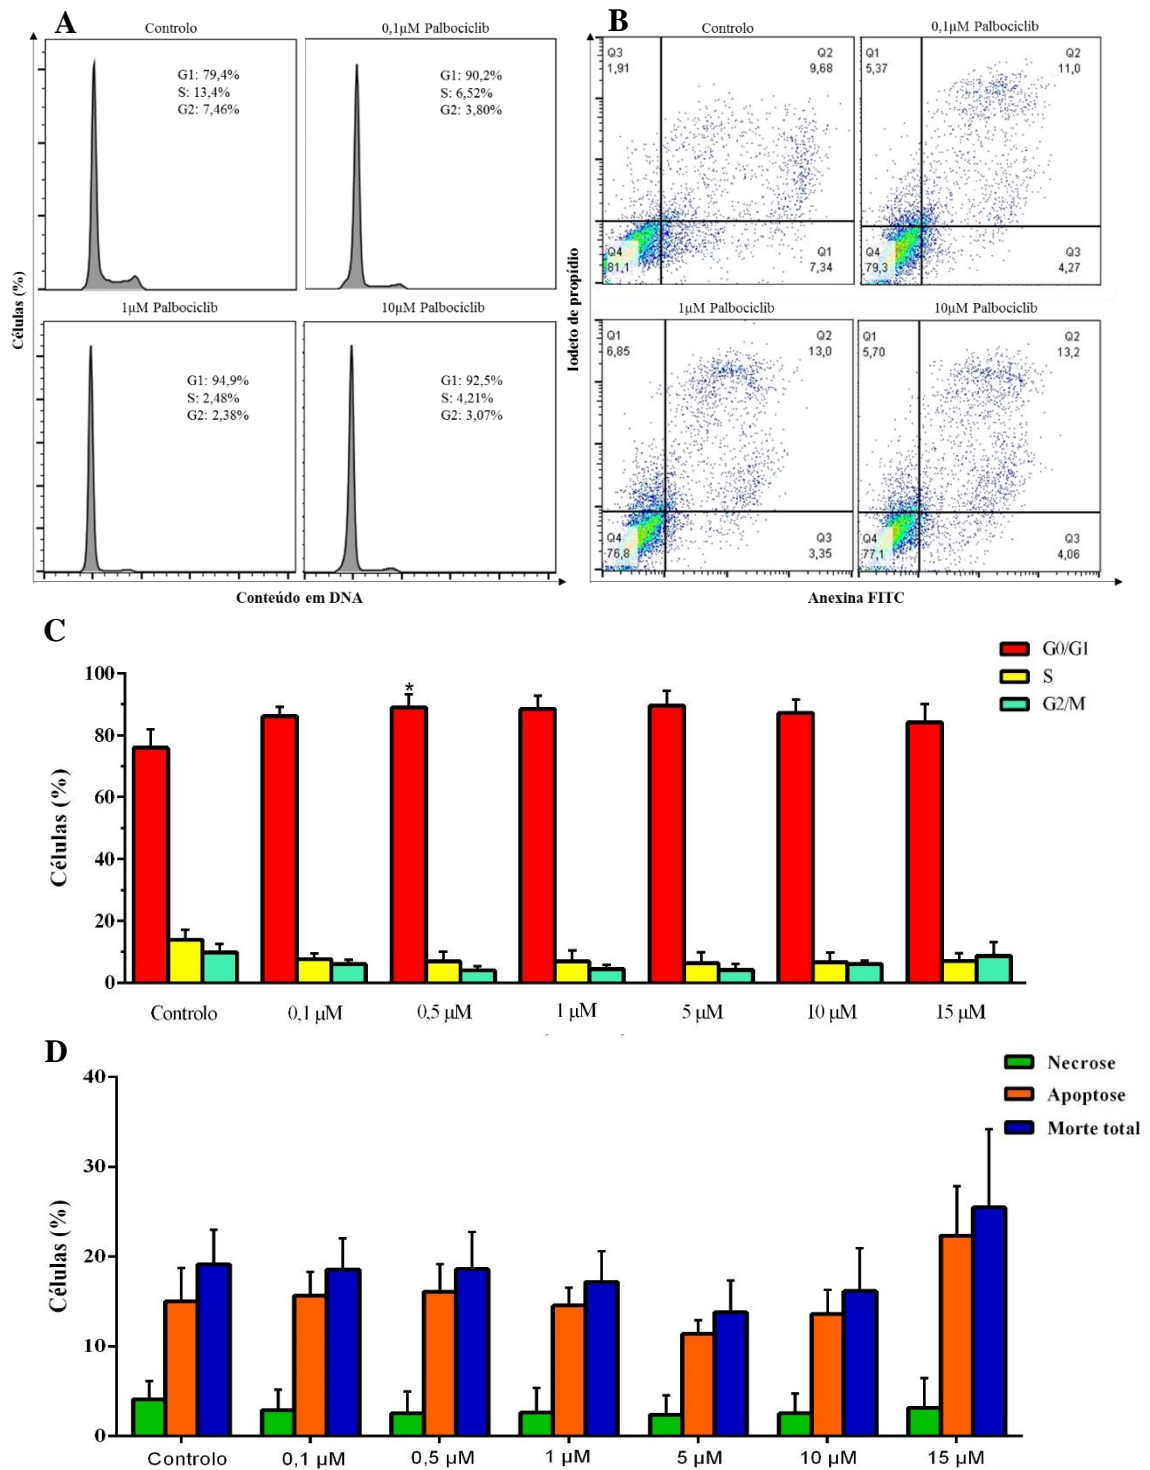 A
Controlo
G1: 79,4%
S: 13,4%
G2: 7,46%
0,1µM Palbociclib
G1: 90,2%
S: 6,52%
G2: 3,80%
1µM Palbociclib
G1: 94,9%
S: 2,48%
G2: 2,38%
10µM Palbociclib
G1: 92,5%
S: 4,21%
G2: 3,07%
Células (%)
Conteúdo em DNA
B
Controlo
Q3
1,91
Q2
9,68
Q4
81,1
Q1
7,34
0,1µM Palbociclib
Q1
5,37
Q2
11,0
Q4
79,3
Q3
4,27
1µM Palbociclib
Q1
6,85
Q2
13,0
Q4
76,8
Q3
3,35
10µM Palbociclib
Q1
5,70
Q2
13,2
Q4
77,1
Q3
4,06
Iodeto de propídio
Anexina FITC
C
G0/G1
S
G2/M
100
80
60
40
20
0
Células (%)
*
Controlo 0,1 µM 0,5 µM 1 µM 5 µM 10 µM 15 µM
D
Necrose
Apoptose
Morte total
40
30
20
10
0
Células (%)
Controlo 0,1 µM 0,5 µM 1 µM 5 µM 10 µM 15 µM